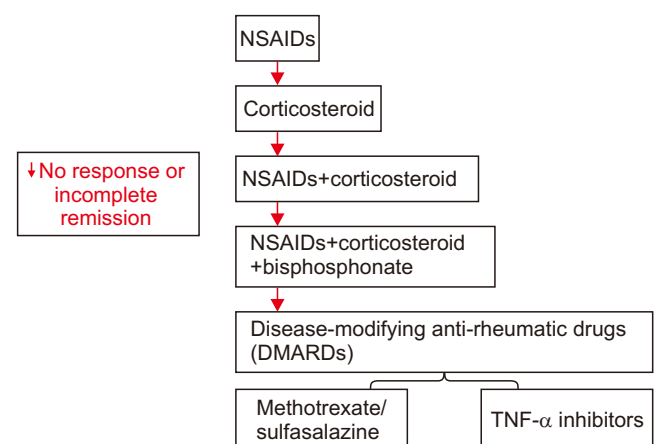 NSAIDs
Corticosteroid
↓No response or
incomplete
remission
NSAIDs+corticosteroid
NSAIDs+corticosteroid
+bisphosphonate
Disease-modifying anti-rheumatic drugs
(DMARDs)
Methotrexate/
sulfasalazine
TNF-α inhibitors